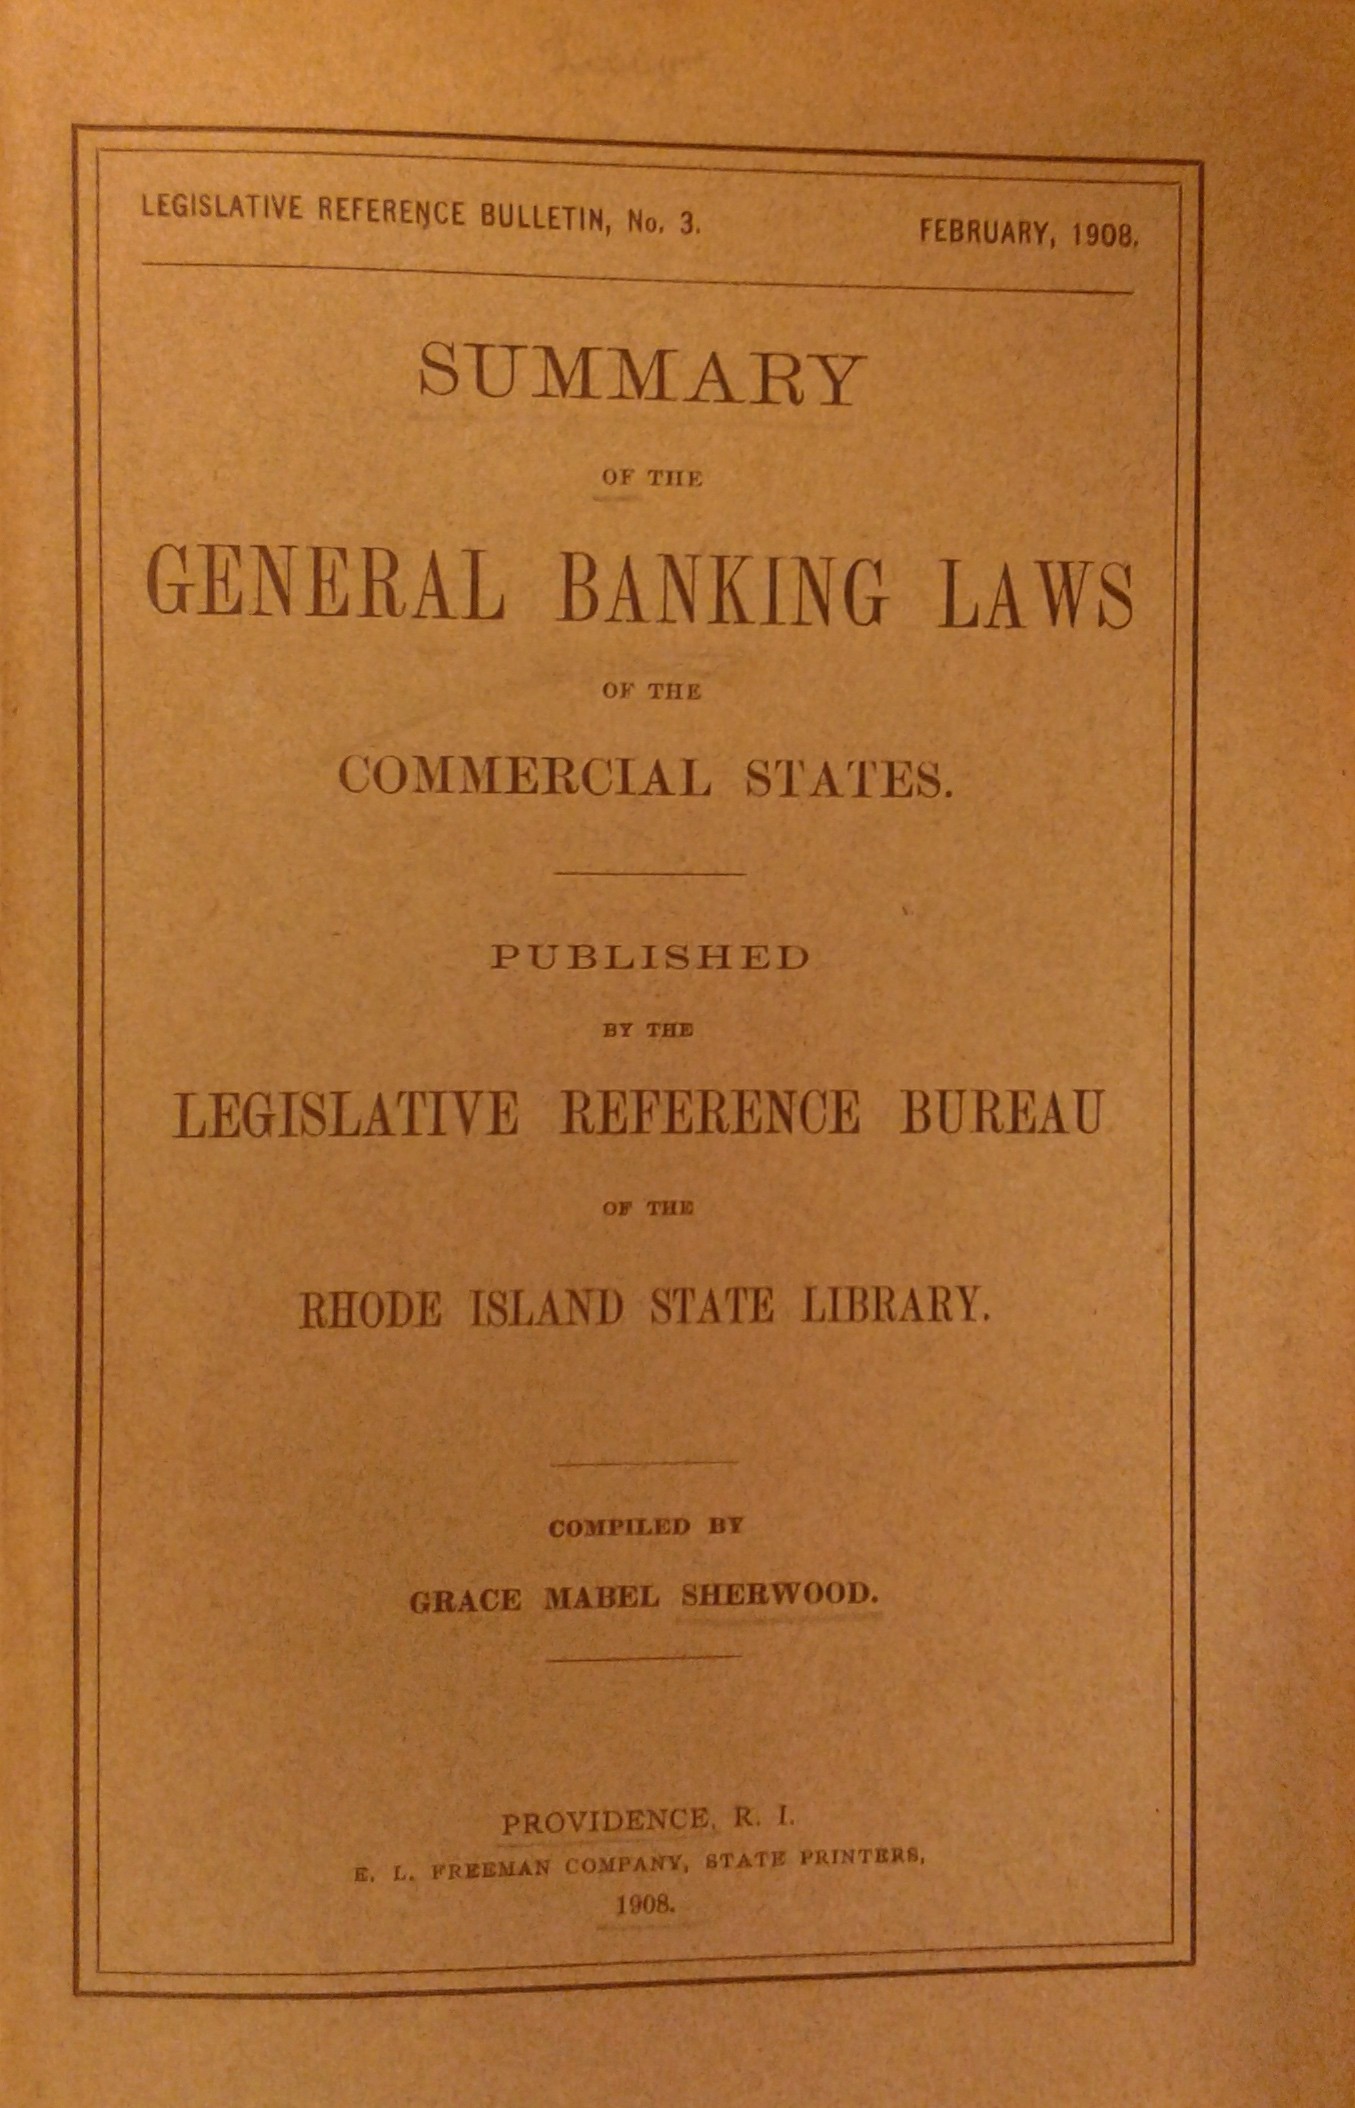 LEGISLATIVE REFERENCE BULLETIN, No. 3. FEBRUARY, 1908.
SUMMARY
OF THE
GENERAL BANKING LAWS
OF THE
COMMERCIAL STATES.
PUBLISHED
BY THE
LEGISLATIVE REFERENCE BUREAU
OF THE
RHODE ISLAND STATE LIBRARY.
COMPILED BY
GRACE MABEL SHERWOOD.
PROVIDENCE, R. I.
E. L. FREEMAN COMPANY, STATE PRINTERS,
1908.